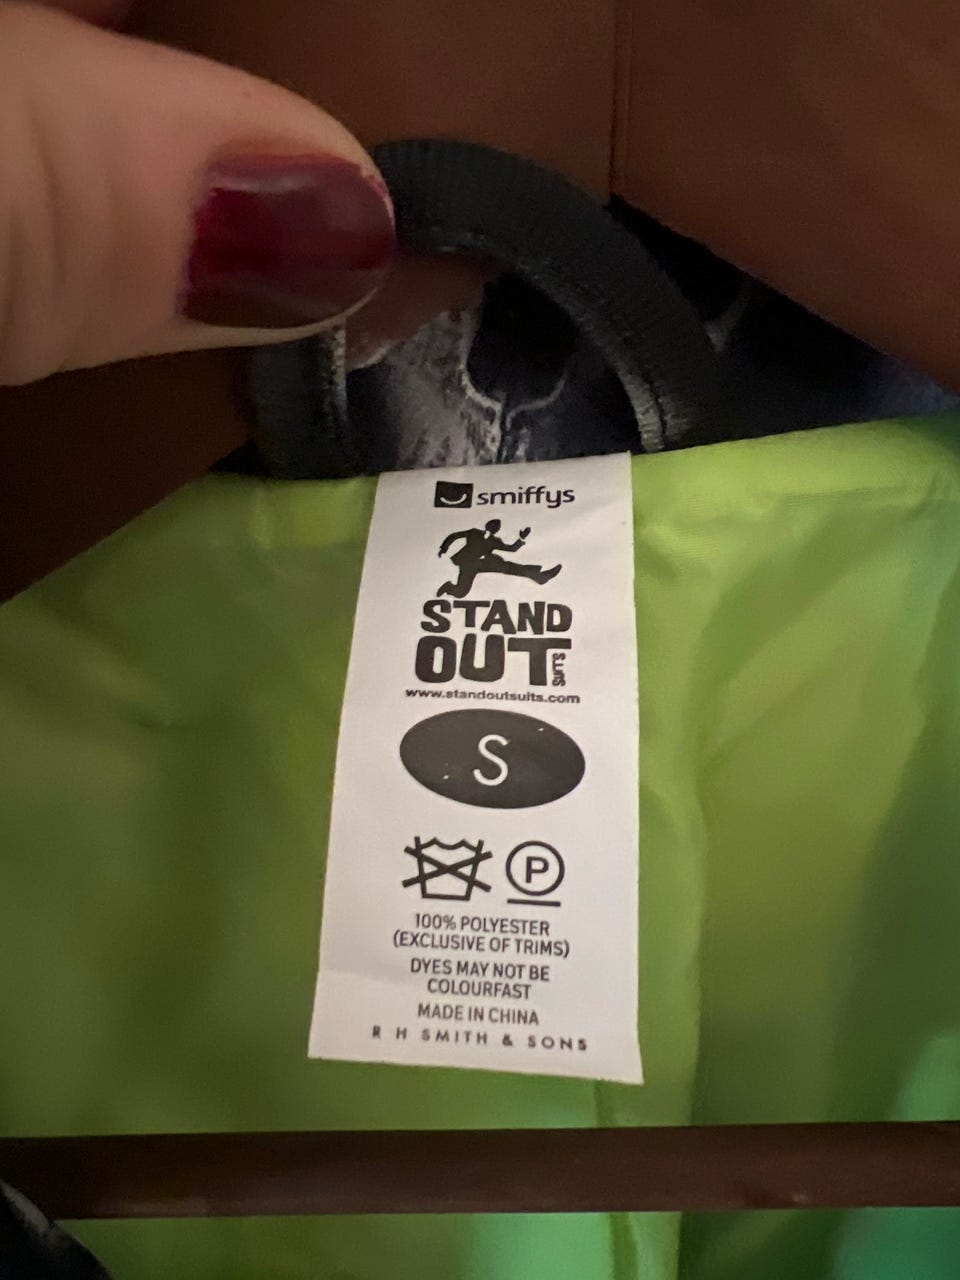 smiffys
STAND
OUT SUITS
www.standoutsuits.com
S
P
100% POLYESTER
(EXCLUSIVE OF TRIMS)
DYES MAY NOT BE
COLOURFAST
MADE IN CHINA
R H SMITH & SONS